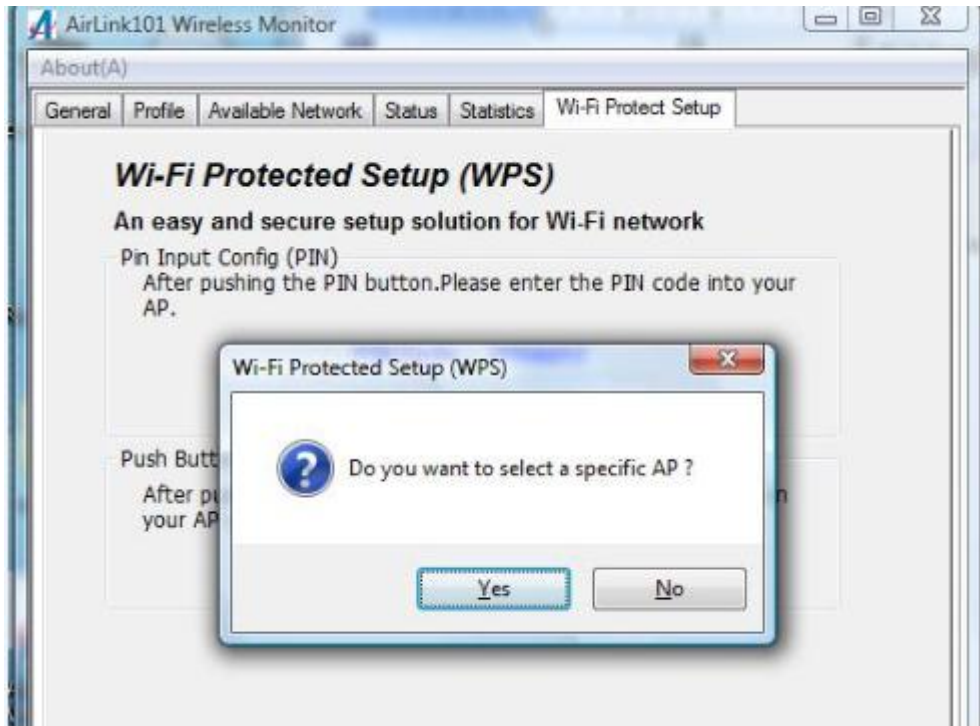 AirLink101 Wireless Monitor
About(A)
General Profile Available Network Status Statistics Wi-Fi Protect Setup
Wi-Fi Protected Setup (WPS)
An easy and secure setup solution for Wi-Fi network
Pin Input Config (PIN)
After pushing the PIN button.Please enter the PIN code into your
AP.
Wi-Fi Protected Setup (WPS)
Do you want to select a specific AP ?
Yes No
Push
After
your AP